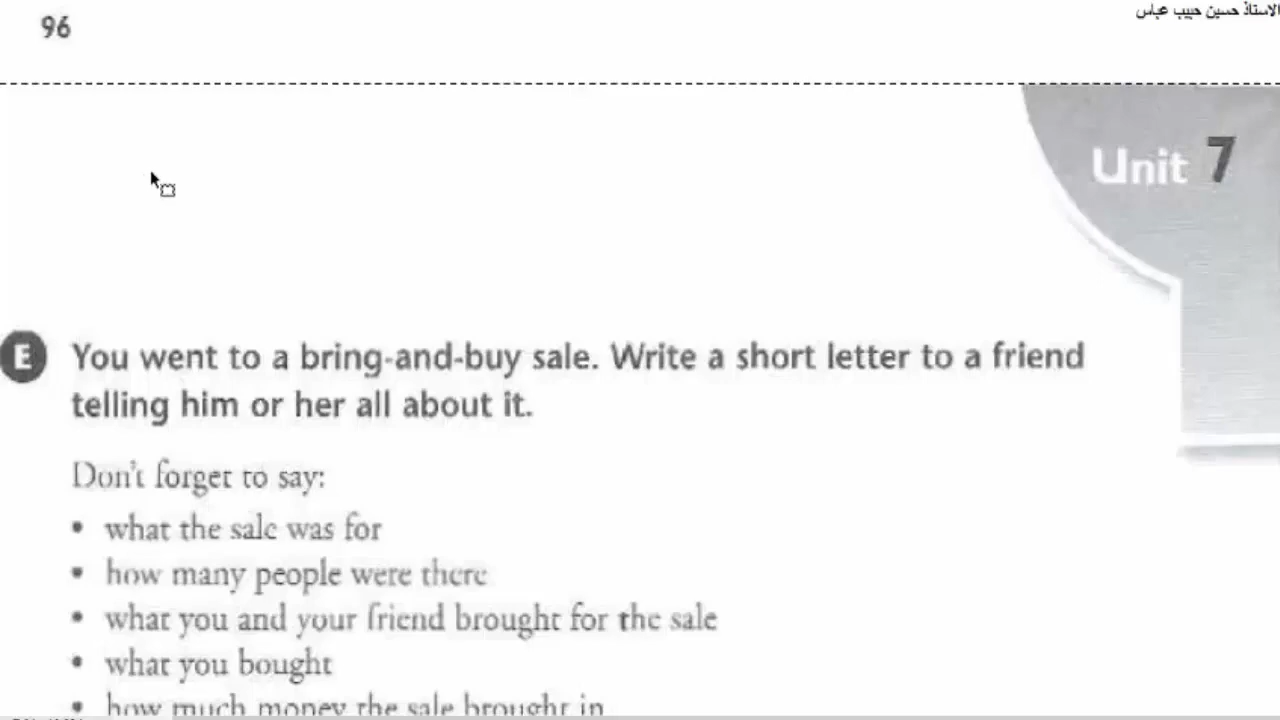 96
الاستاذ حسين حبيب عباس
Unit 7
E You went to a bring-and-buy sale. Write a short letter to a friend
telling him or her all about it.
Don't forget to say:
• what the sale was for
• how many people were there
• what you and your friend brought for the sale
• what you bought
• how much money the sale brought in